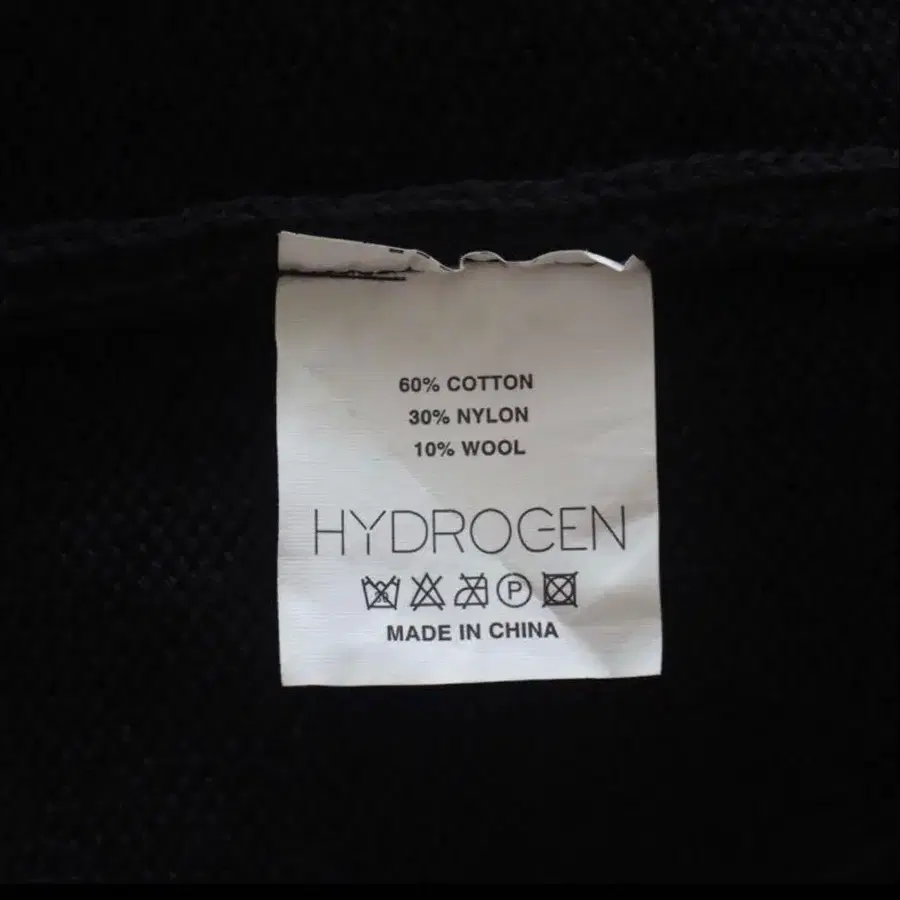 60% COTTON
30% NYLON
10% WOOL
HYDROGEN
P
MADE IN CHINA